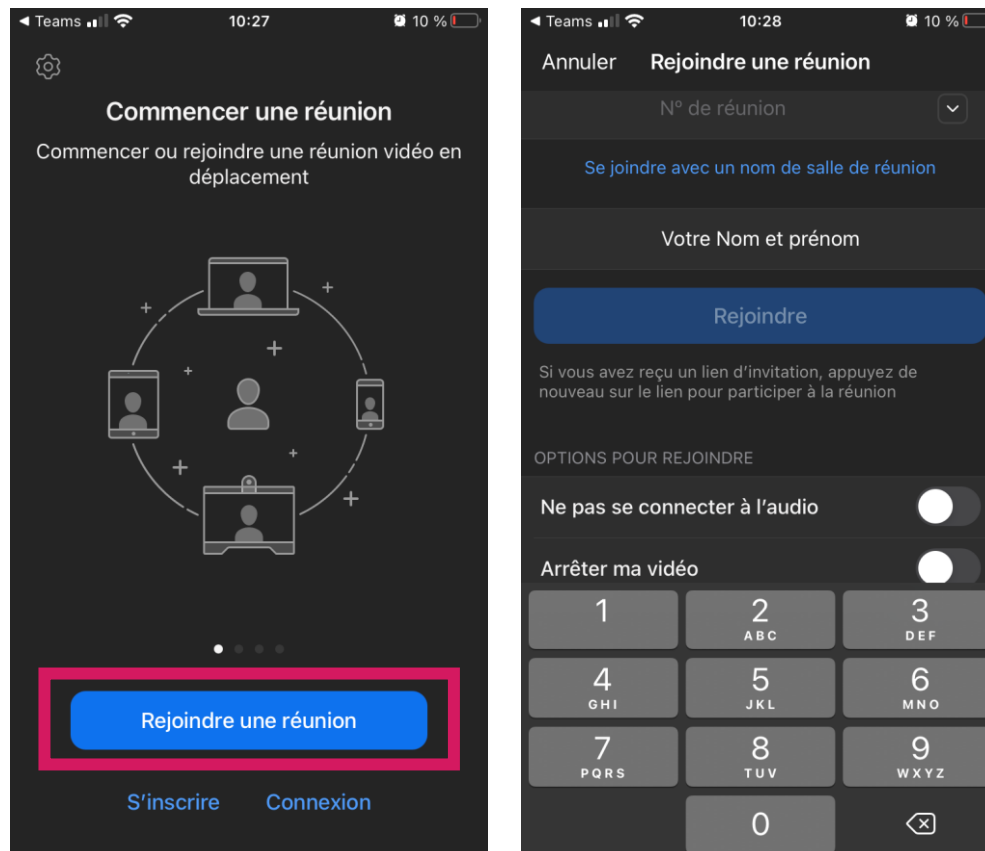 ◀ Teams 10:27 10 %
Commencer une réunion
Commencer ou rejoindre une réunion vidéo en
déplacement
Rejoindre une réunion
S'inscrire Connexion
◀ Teams 10:28 10 %
Annuler Rejoindre une réunion
N° de réunion
Se joindre avec un nom de salle de réunion
Votre Nom et prénom
Rejoindre
Si vous avez reçu un lien d'invitation, appuyez de
nouveau sur le lien pour participer à la réunion
OPTIONS POUR REJOINDRE
Ne pas se connecter à l'audio
Arrêter ma vidéo
1 2 3
ABC DEF
4 5 6
GHI JKL MNO
7 8 9
PQRS TUV WXYZ
0